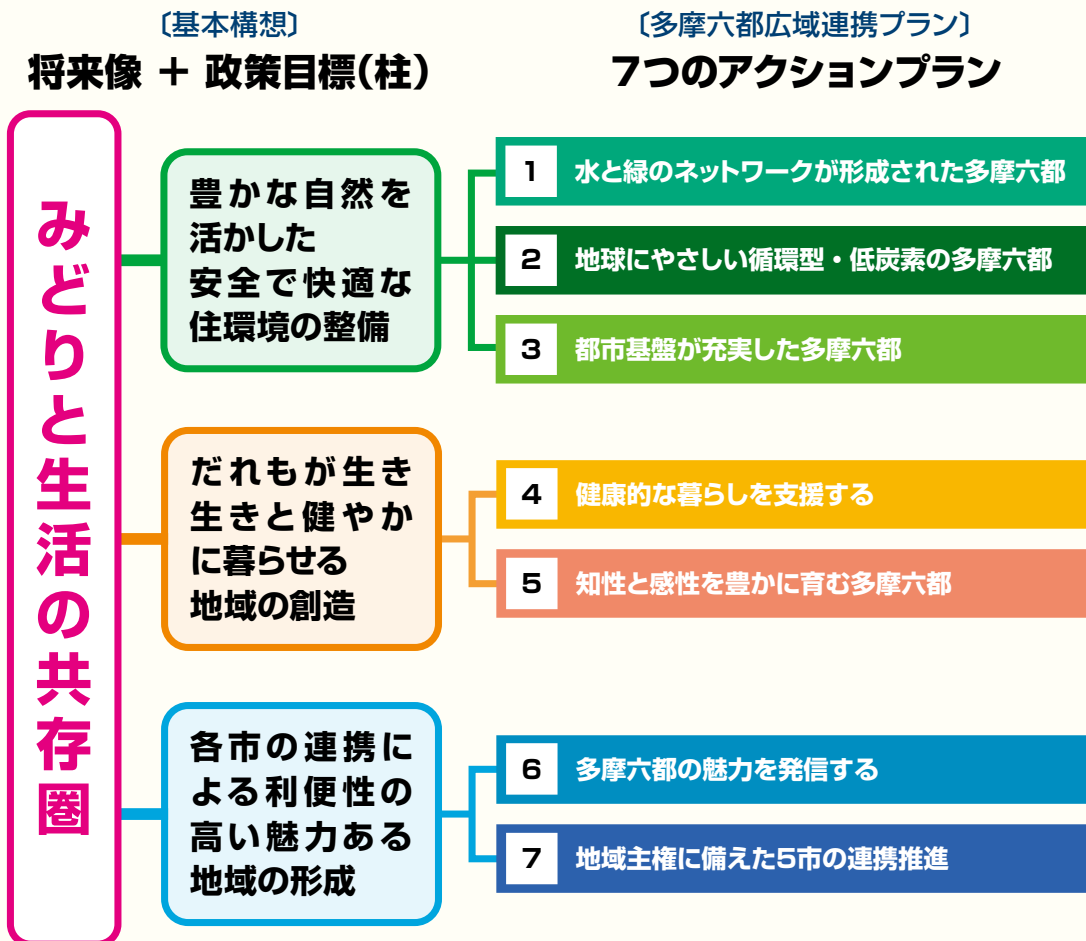 〔基本構想〕
将来像 + 政策目標(柱)
〔多摩六都広域連携プラン〕
7つのアクションプラン
みどりと生活の共存圏
豊かな自然を
活かした
安全で快適な
住環境の整備
1 水と緑のネットワークが形成された多摩六都
2 地球にやさしい循環型・低炭素の多摩六都
3 都市基盤が充実した多摩六都
だれもが生き
生きと健やか
に暮らせる
地域の創造
4 健康的な暮らしを支援する
5 知性と感性を豊かに育む多摩六都
各市の連携に
よる利便性の
高い魅力ある
地域の形成
6 多摩六都の魅力を発信する
7 地域主権に備えた5市の連携推進